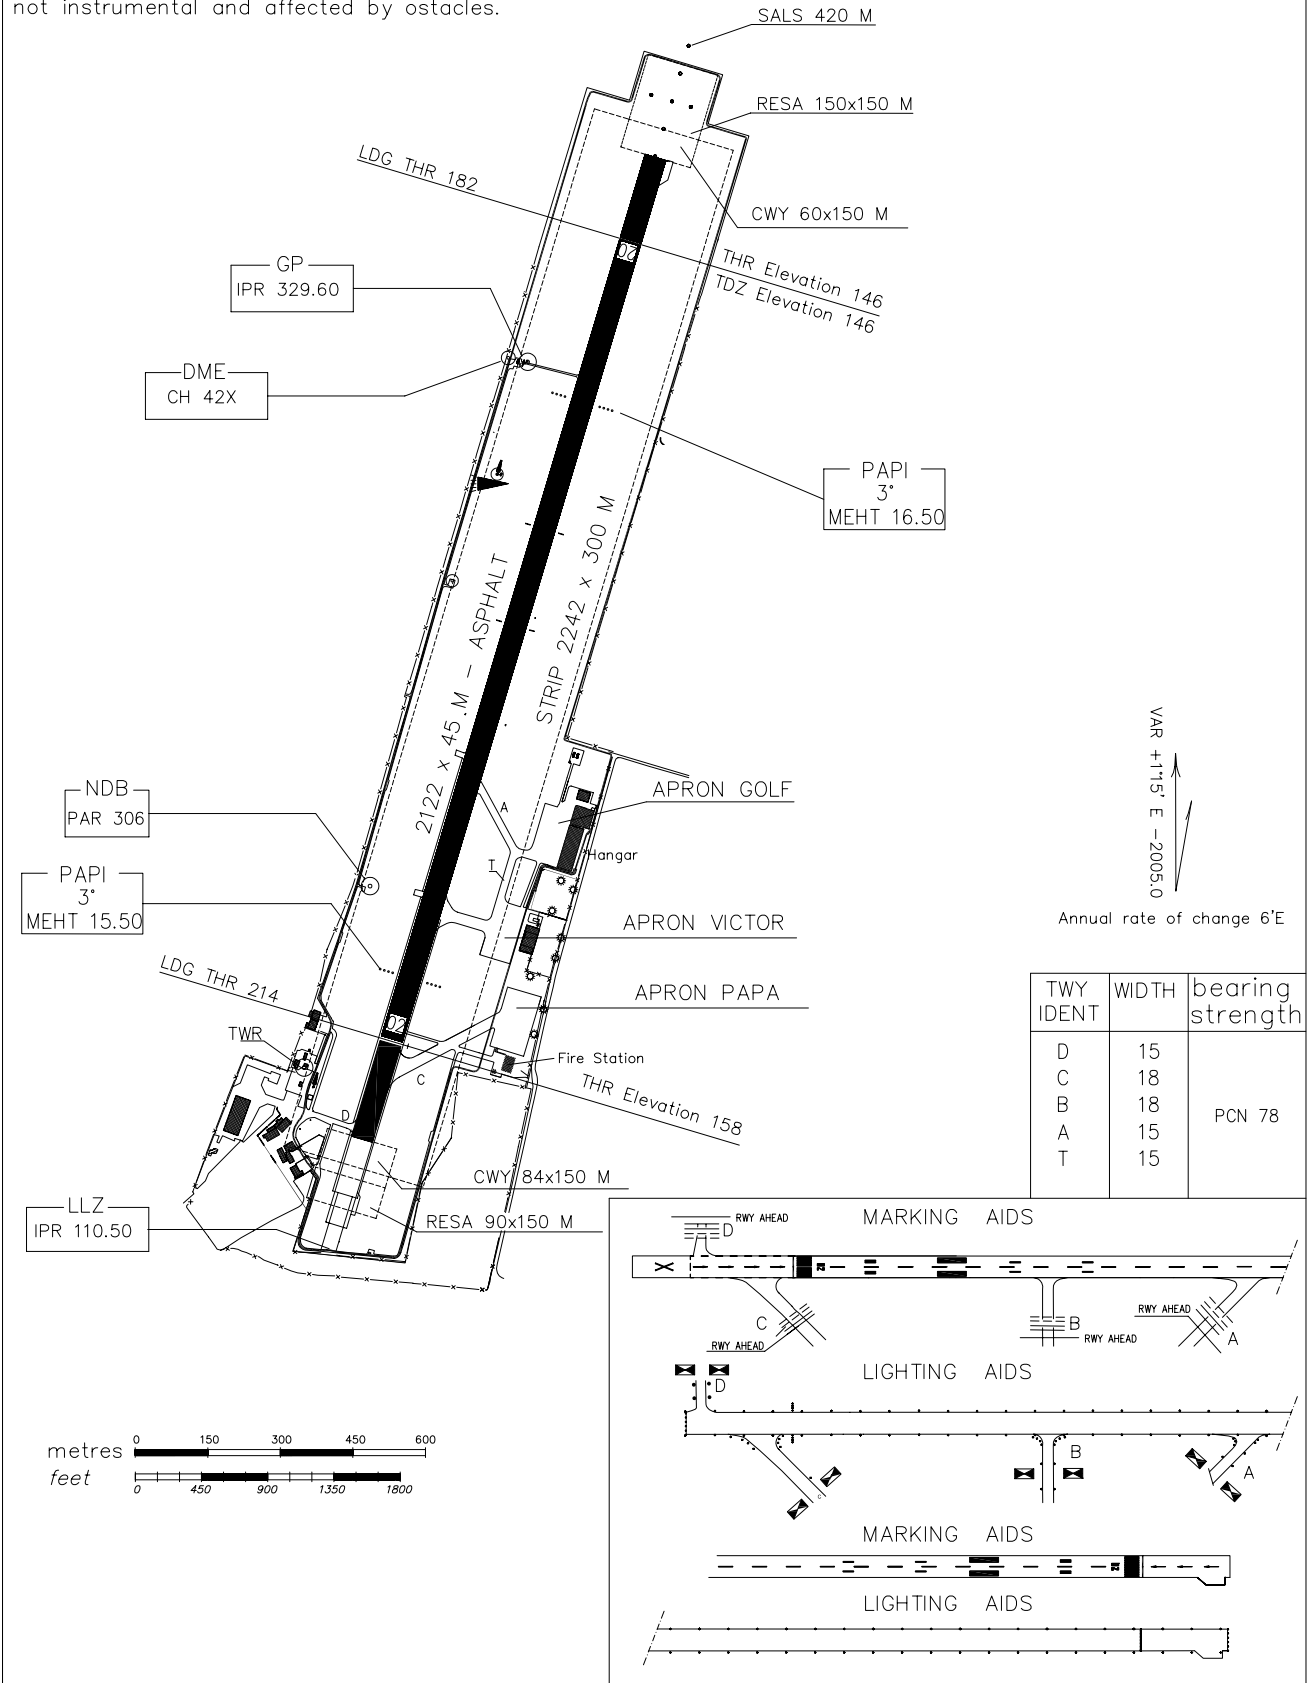 not instrumental and affected by ostacles.
SALS 420 M
RESA 150x150 M
LDG THR 182
CWY 60x150 M
20
THR Elevation 146
TDZ Elevation 146
GP
IPR 329.60
DME
CH 42X
PAPI
3°
MEHT 16.50
2122 x 45 M - ASPHALT
STRIP 2242 x 300 M
VAR +1°15' E -2005.0
Annual rate of change 6'E
NDB
PAR 306
APRON GOLF
A
Hangar
T
PAPI
3°
MEHT 15.50
APRON VICTOR
LDG THR 214
APRON PAPA
02
TWR
Fire Station
C
THR Elevation 158
D
CWY 84x150 M
LLZ
IPR 110.50
RESA 90x150 M
TWY IDENT WIDTH bearing strength
D 15
C 18
B 18
A 15
T 15
PCN 78
MARKING AIDS
RWY AHEAD
D
02
C
RWY AHEAD
B
RWY AHEAD
RWY AHEAD
A
LIGHTING AIDS
D
B
A
C
MARKING AIDS
20
LIGHTING AIDS
metres 0 150 300 450 600
feet 0 450 900 1350 1800